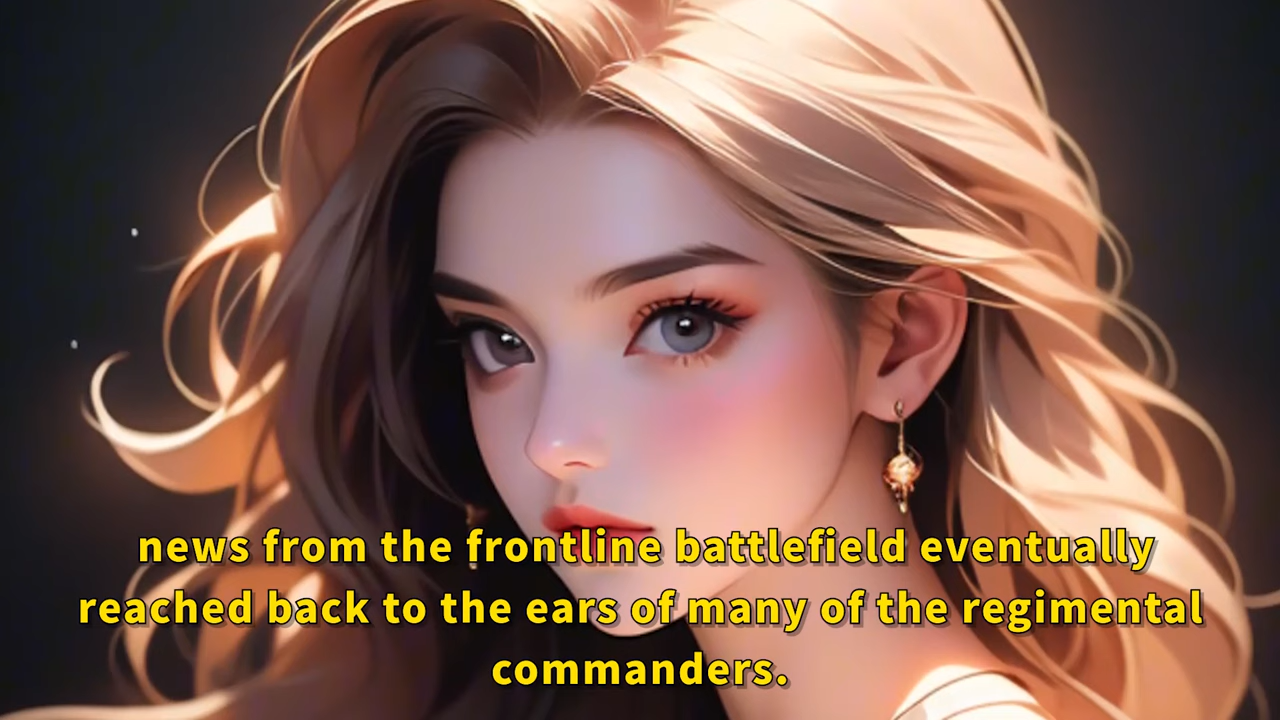 news from the frontline battlefield eventually
reached back to the ears of many of the regimental
commanders.